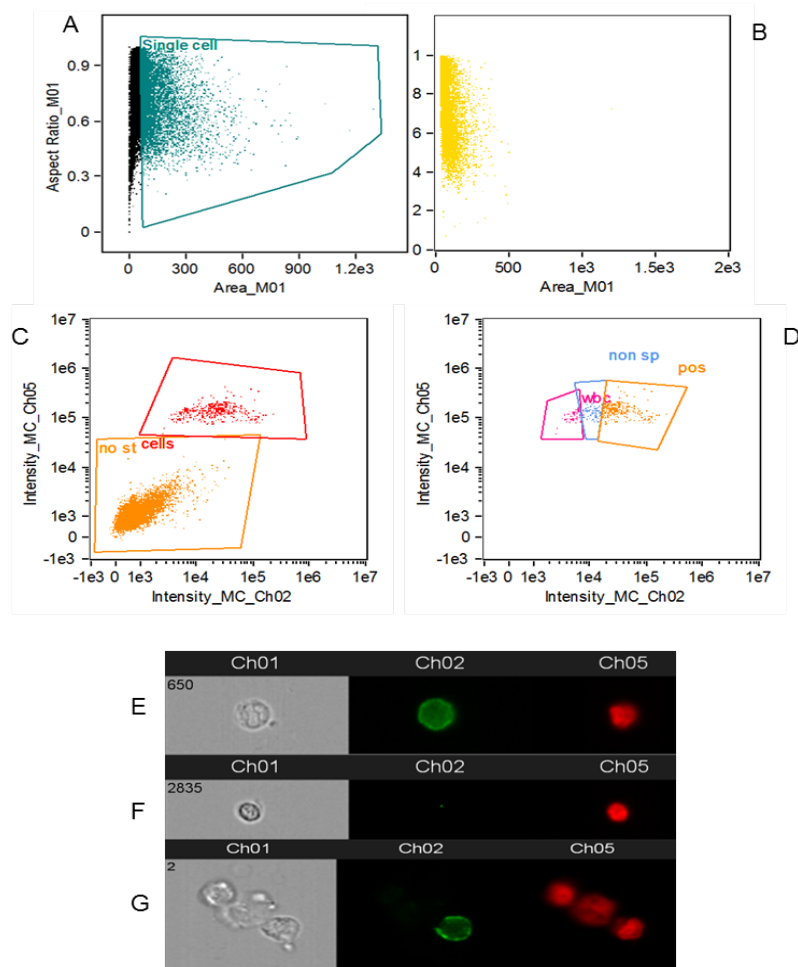 A
Single cell
0.9
0.6
0.3
0
0 300 600 900 1.2e3
Aspect Ratio_M01
Area_M01
B
1
8
6
4
2
0
0 500 1e3 1.5e3 2e3
Area_M01
C
1e7
1e6
1e5
1e4
1e3
0
-1e3
cells
no st
-1e3 0 1e3 1e4 1e5 1e6 1e7
Intensity_MC_Ch05
Intensity_MC_Ch02
D
1e7
1e6
1e5
1e4
1e3
0
-1e3
non sp
pos
wbc
-1e3 0 1e4 1e5 1e6 1e7
Intensity_MC_Ch05
Intensity_MC_Ch02
Ch01 Ch02 Ch05
E
650
Ch01 Ch02 Ch05
F
2835
Ch01 Ch02 Ch05
G
2